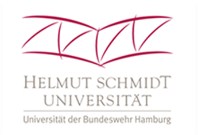 HELMUT SCHMIDT
UNIVERSITÄT
Universität der Bundeswehr Hamburg